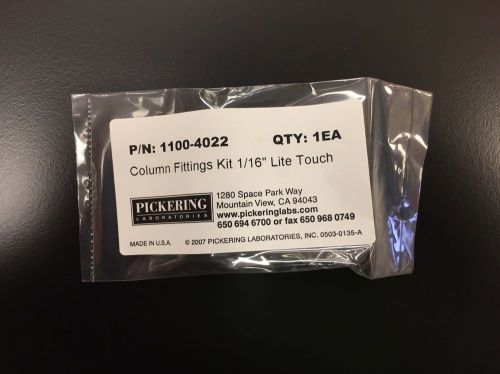 P/N: 1100-4022 QTY: 1EA
Column Fittings Kit 1/16" Lite Touch
PICKERING
LABORATORIES
1280 Space Park Way
Mountain View, CA 94043
www.pickeringlabs.com
650 694 6700 or fax 650 968 0749
MADE IN U.S.A. © 2007 PICKERING LABORATORIES, INC. 0503-0135-A